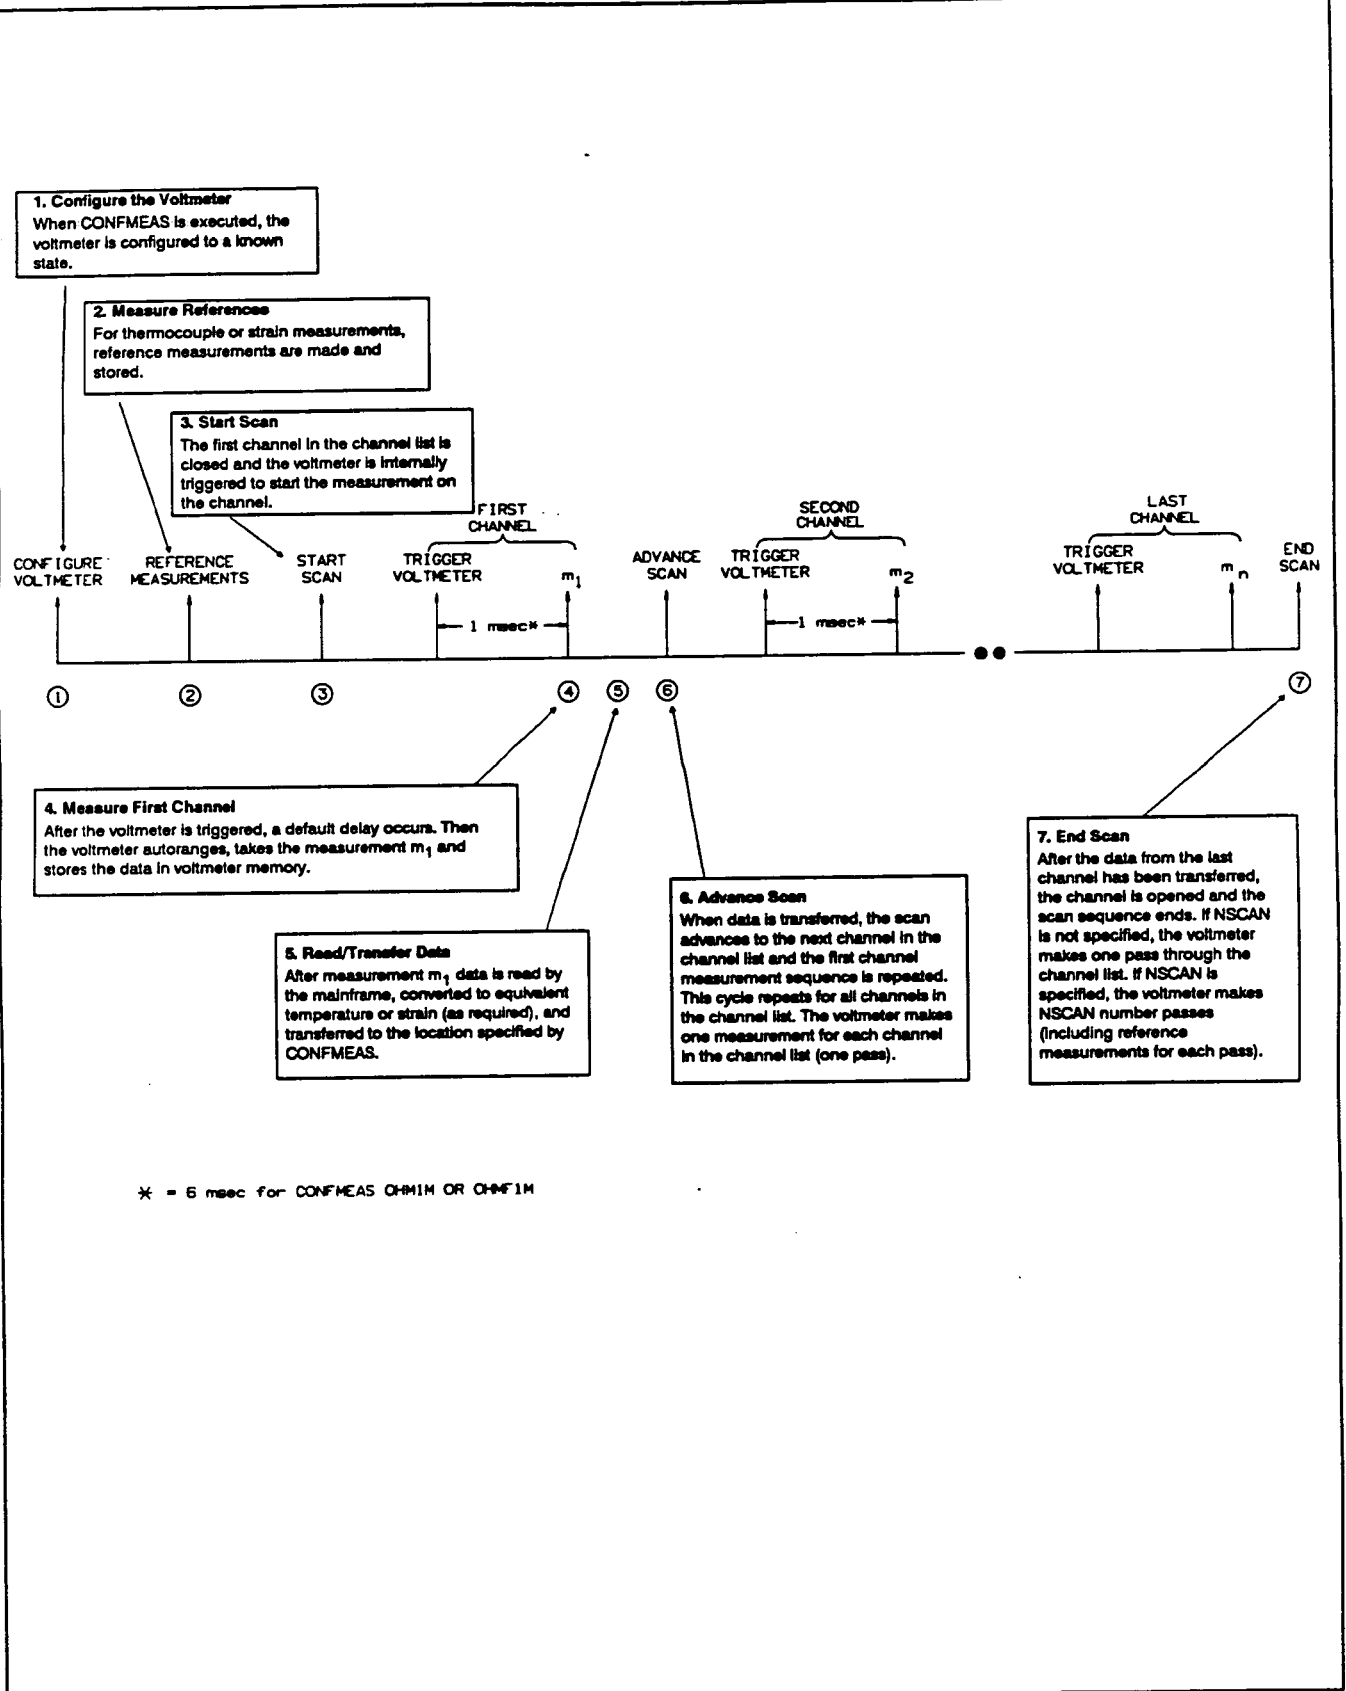 1. Configure the Voltmeter
When CONFMEAS is executed, the
voltmeter is configured to a known
state.
2. Measure References
For thermocouple or strain measurements,
reference measurements are made and
stored.
3. Start Scan
The first channel in the channel list is
closed and the voltmeter is internally
triggered to start the measurement on
the channel.
FIRST
CHANNEL
SECOND
CHANNEL
LAST
CHANNEL
CONFIGURE
VOLTMETER
REFERENCE
MEASUREMENTS
START
SCAN
TRIGGER
VOLTMETER
m1
ADVANCE
SCAN
TRIGGER
VOLTMETER
m2
TRIGGER
VOLTMETER
mn
END
SCAN
1 msec*
1 msec*
1
2
3
4
5
6
7
4. Measure First Channel
After the voltmeter is triggered, a default delay occurs. Then
the voltmeter autoranges, takes the measurement m1 and
stores the data in voltmeter memory.
5. Read/Transfer Data
After measurement m1 data is read by
the mainframe, converted to equivalent
temperature or strain (as required), and
transferred to the location specified by
CONFMEAS.
6. Advance Scan
When data is transferred, the scan
advances to the next channel in the
channel list and the first channel
measurement sequence is repeated.
This cycle repeats for all channels in
the channel list. The voltmeter makes
one measurement for each channel
in the channel list (one pass).
7. End Scan
After the data from the last
channel has been transferred,
the channel is opened and the
scan sequence ends. If NSCAN
is not specified, the voltmeter
makes one pass through the
channel list. If NSCAN is
specified, the voltmeter makes
NSCAN number passes
(including reference
measurements for each pass).
* = 6 msec for CONFMEAS OHM1M OR OHMF1M